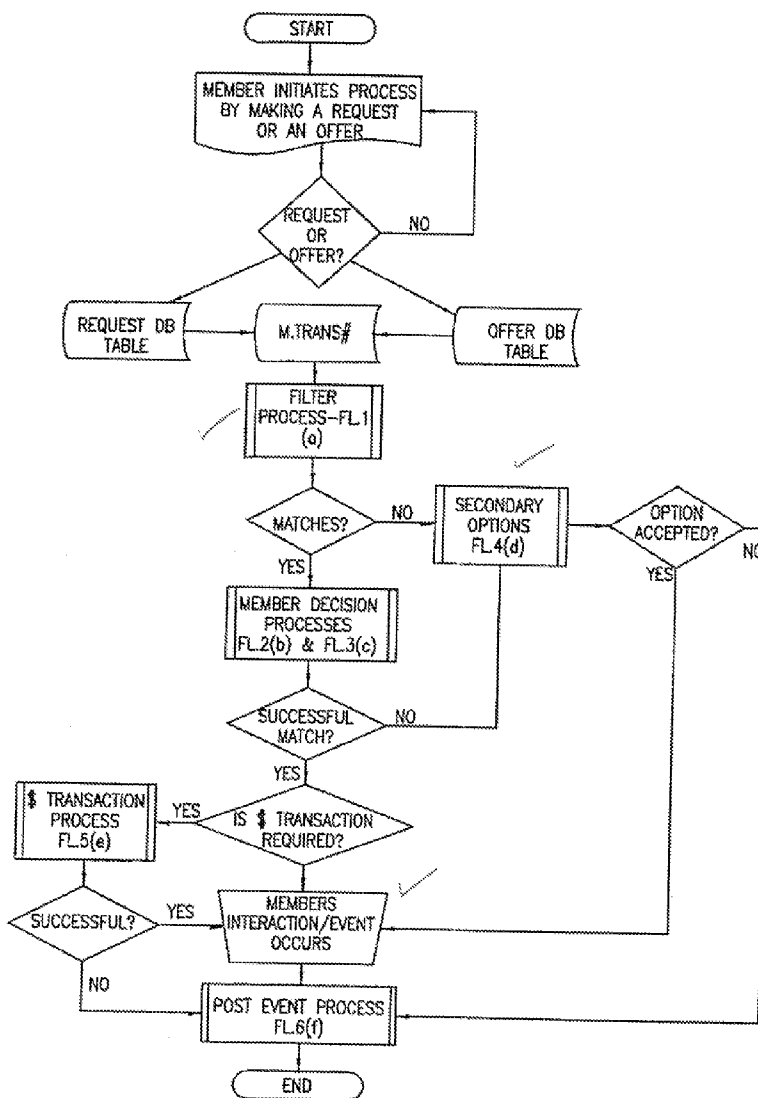 START
MEMBER INITIATES PROCESS
BY MAKING A REQUEST
OR AN OFFER
REQUEST
OR
OFFER?
NO
REQUEST DB
TABLE
M.TRANS#
OFFER DB
TABLE
FILTER
PROCESS-FL.1
(a)
MATCHES?
NO
YES
SECONDARY
OPTIONS
FL.4(d)
OPTION
ACCEPTED?
NO
YES
MEMBER DECISION
PROCESSES
FL.2(b) & FL.3(c)
SUCCESSFUL
MATCH?
NO
YES
IS $ TRANSACTION
REQUIRED?
YES
$ TRANSACTION
PROCESS
FL.5(e)
SUCCESSFUL?
YES
NO
MEMBERS
INTERACTION/EVENT
OCCURS
POST EVENT PROCESS
FL.6(f)
END